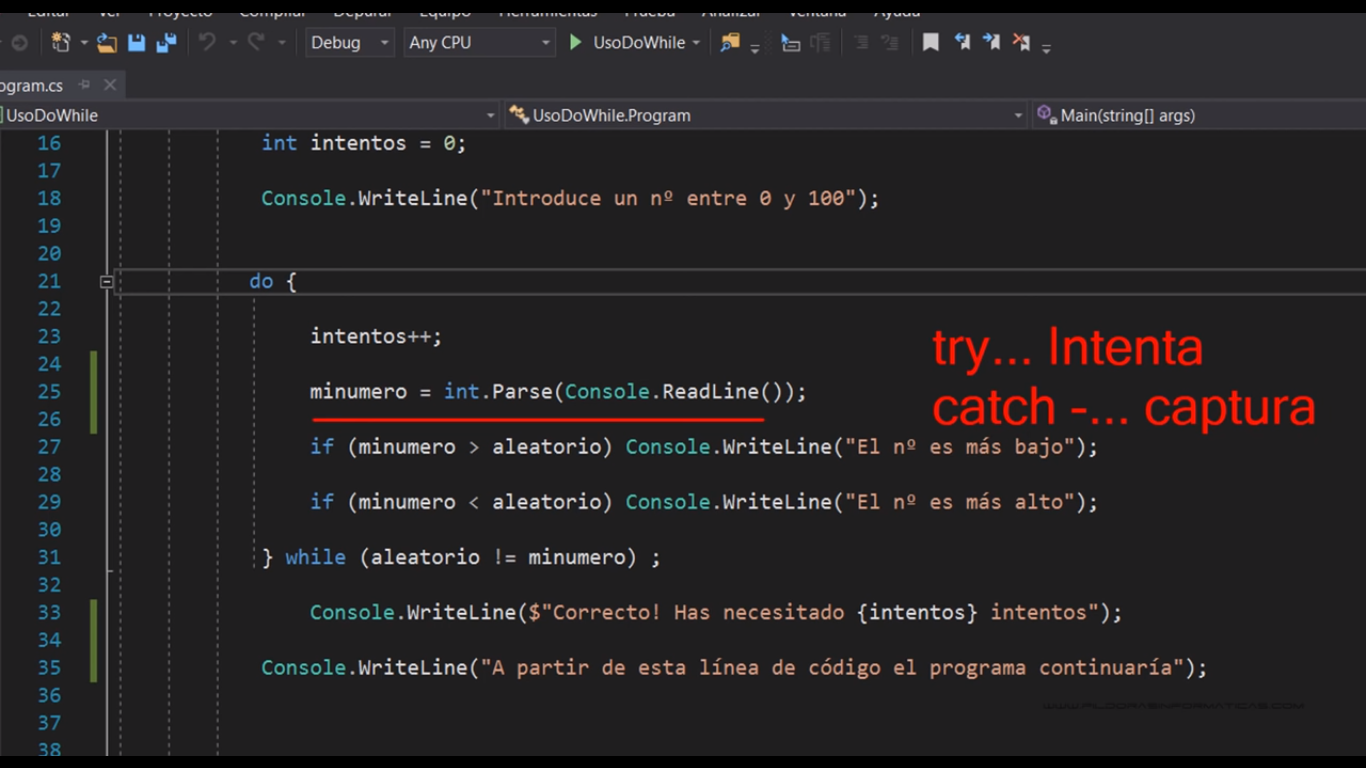 Editar Ver Proyecto Compilar Depurar Equipo Herramientas Prueba Analizar Ventana Ayuda
Debug Any CPU UsoDoWhile
ogram.cs
UsoDoWhile UsoDoWhile.Program Main(string[] args)
16 int intentos = 0;
17
18 Console.WriteLine("Introduce un nº entre 0 y 100");
19
20
21 do {
22
23 intentos++;
24
25 minumero = int.Parse(Console.ReadLine());
26
27 if (minumero > aleatorio) Console.WriteLine("El nº es más bajo");
28
29 if (minumero < aleatorio) Console.WriteLine("El nº es más alto");
30
31 } while (aleatorio != minumero) ;
32
33 Console.WriteLine($"Correcto! Has necesitado {intentos} intentos");
34
35 Console.WriteLine("A partir de esta línea de código el programa continuaría");
36
37
38
try... Intenta
catch -... captura
WWW.PILDORASINFORMATICAS.COM